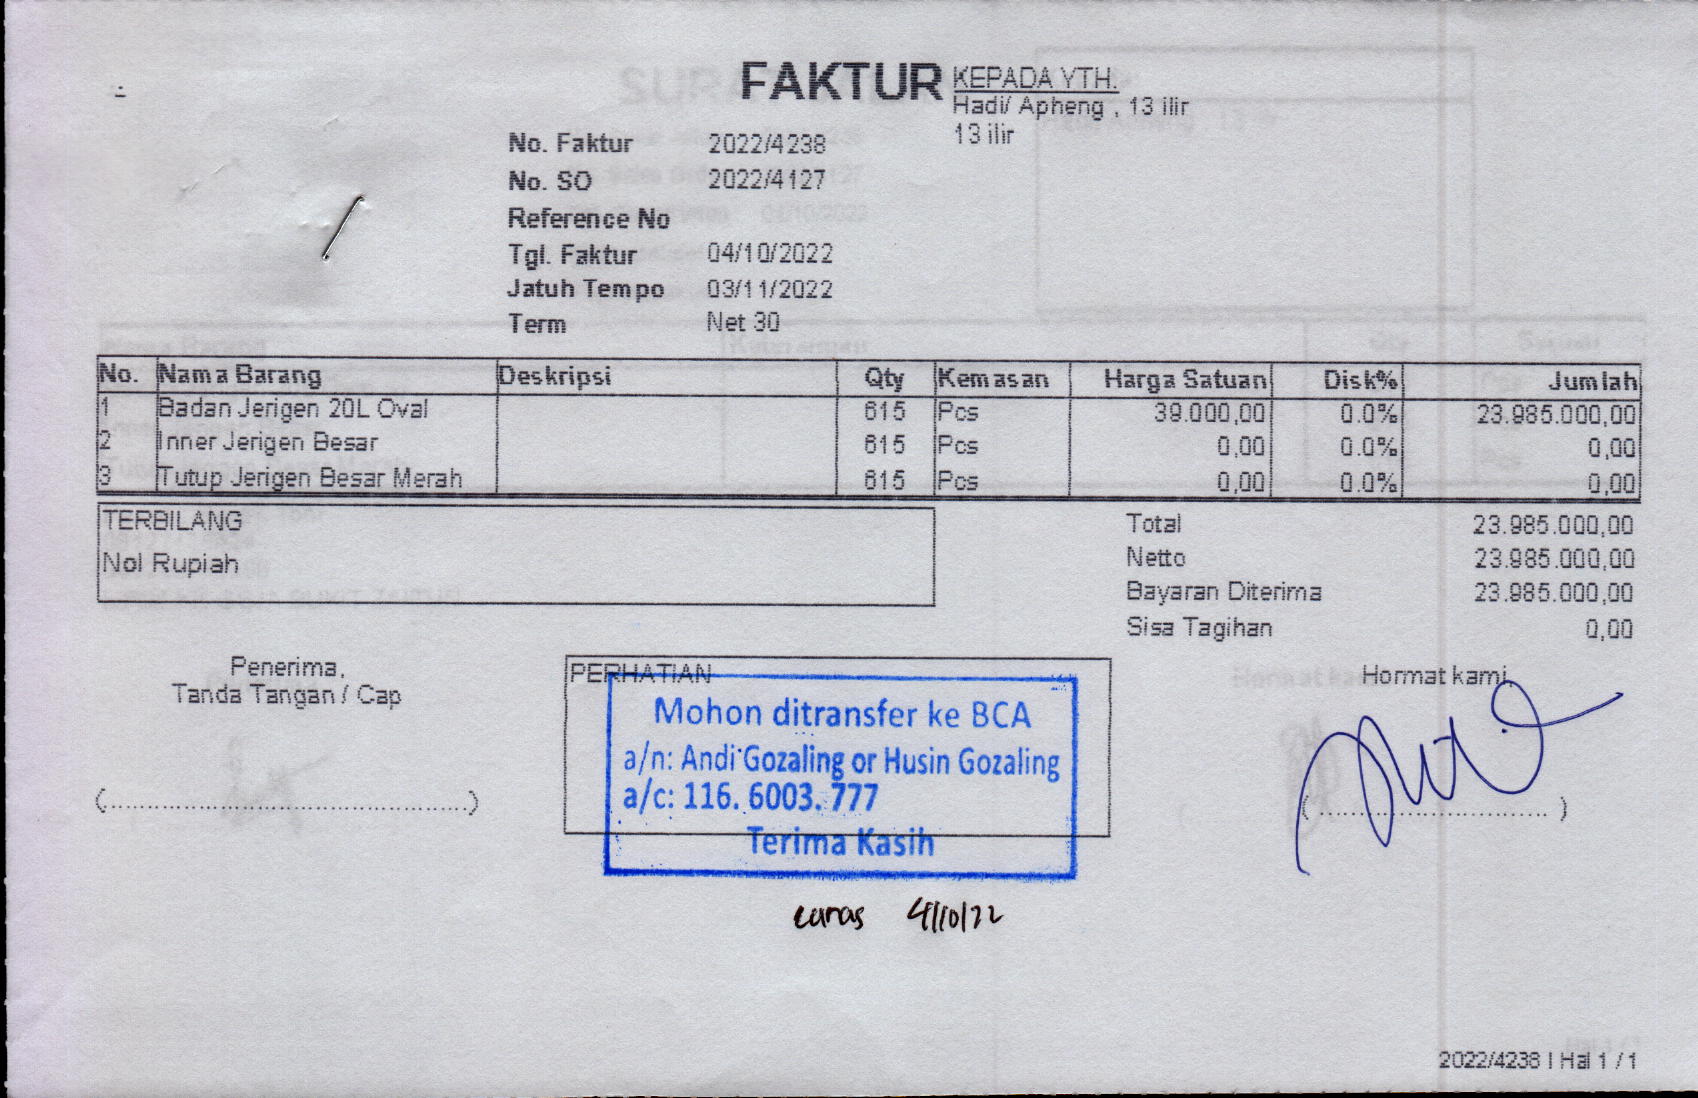 FAKTUR
KEPADA YTH.
Hadi/ Apheng , 13 ilir
13 ilir
No. Faktur 2022/4238
No. SO 2022/4127
Reference No
Tgl. Faktur 04/10/2022
Jatuh Tempo 03/11/2022
Term Net 30
No. Nama Barang Deskripsi Qty Kemasan Harga Satuan Disk% Jumlah
1 Badan Jerigen 20L Oval 615 Pcs 39.000,00 0.0% 23.985.000,00
2 Inner Jerigen Besar 615 Pcs 0,00 0.0% 0,00
3 Tutup Jerigen Besar Merah 615 Pcs 0,00 0.0% 0,00
TERBILANG
Nol Rupiah
Total 23.985.000,00
Netto 23.985.000,00
Bayaran Diterima 23.985.000,00
Sisa Tagihan 0,00
Penerima,
Tanda Tangan / Cap
PERHATIAN
Mohon ditransfer ke BCA
a/n: Andi Gozaling or Husin Gozaling
a/c: 116. 6003. 777
Terima Kasih
Hormat kami,
(....................................................)
(....................................)
4/10/22
2022/4238 | Hal 1 / 1